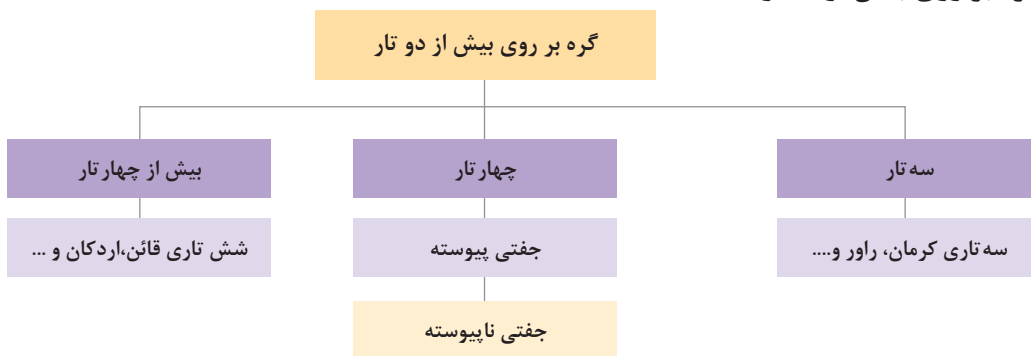 گره بر روی بیش از دو تار
سه تار
چهار تار
بیش از چهار تار
سه تاری کرمان، راور و....
جفتی پیوسته
شش تاری قائن،اردکان و ...
جفتی ناپیوسته